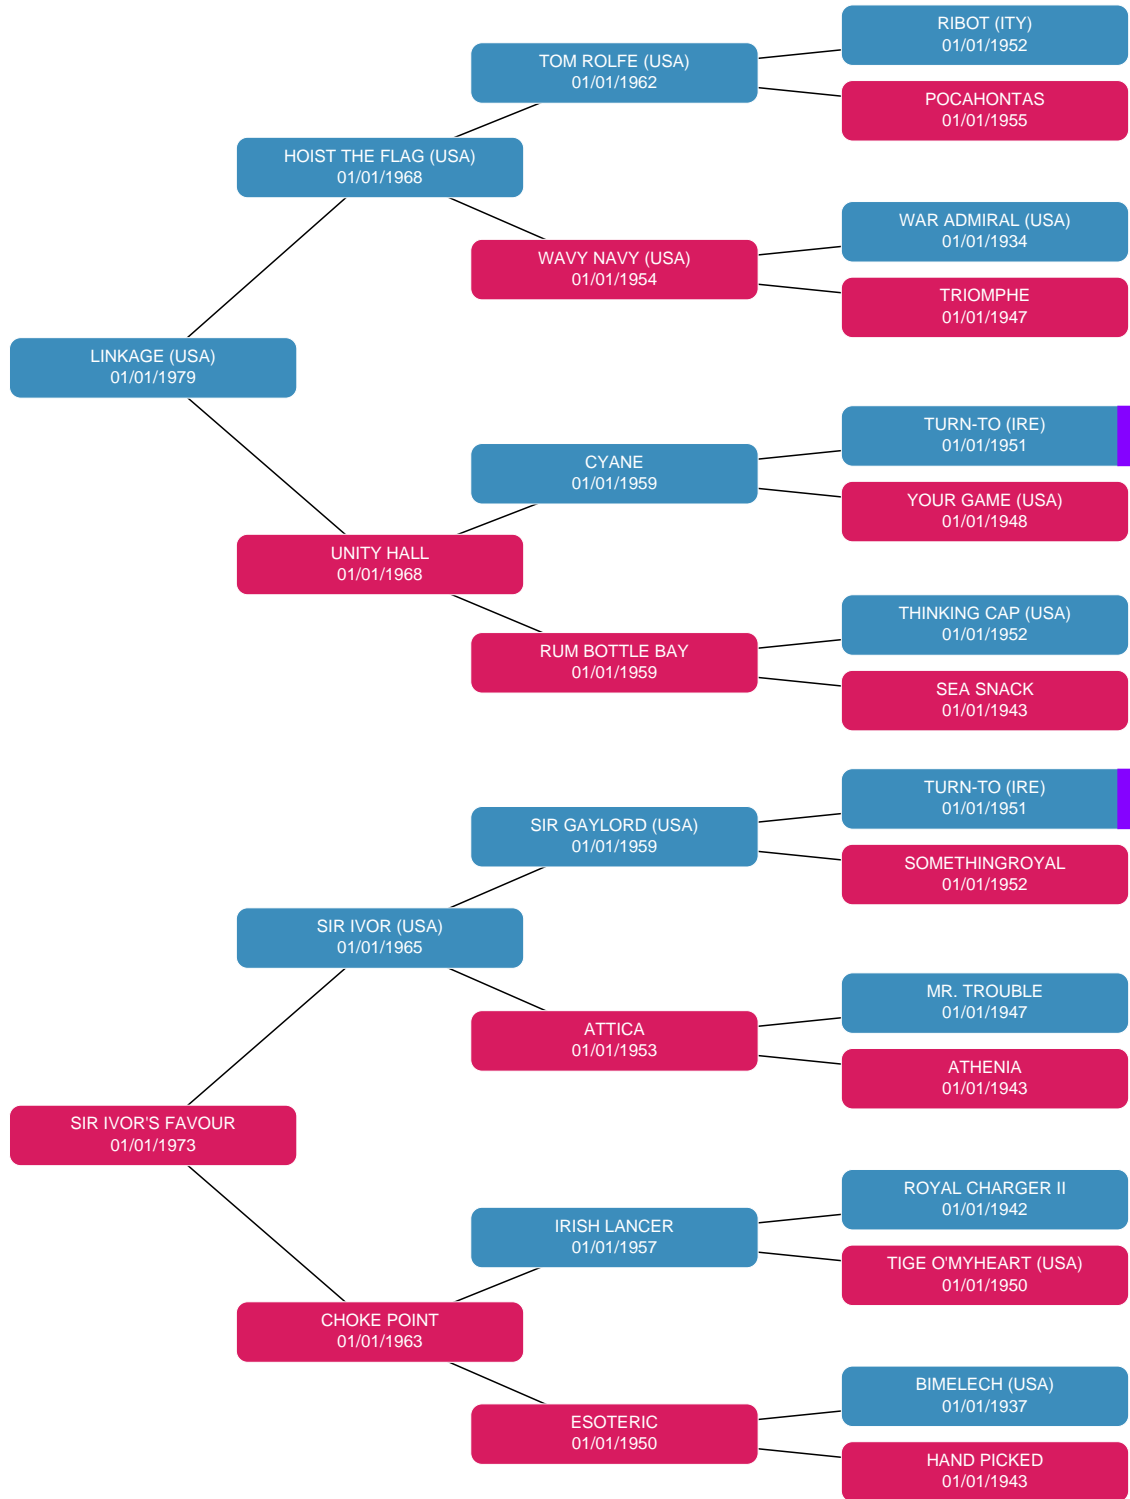 RIBOT (ITY)
01/01/1952
TOM ROLFE (USA)
01/01/1962
POCAHONTAS
01/01/1955
HOIST THE FLAG (USA)
01/01/1968
WAR ADMIRAL (USA)
01/01/1934
WAVY NAVY (USA)
01/01/1954
TRIOMPHE
01/01/1947
LINKAGE (USA)
01/01/1979
TURN-TO (IRE)
01/01/1951
CYANE
01/01/1959
YOUR GAME (USA)
01/01/1948
UNITY HALL
01/01/1968
THINKING CAP (USA)
01/01/1952
RUM BOTTLE BAY
01/01/1959
SEA SNACK
01/01/1943
TURN-TO (IRE)
01/01/1951
SIR GAYLORD (USA)
01/01/1959
SOMETHINGROYAL
01/01/1952
SIR IVOR (USA)
01/01/1965
MR. TROUBLE
01/01/1947
ATTICA
01/01/1953
ATHENIA
01/01/1943
SIR IVOR'S FAVOUR
01/01/1973
ROYAL CHARGER II
01/01/1942
IRISH LANCER
01/01/1957
TIGE O'MYHEART (USA)
01/01/1950
CHOKE POINT
01/01/1963
BIMELECH (USA)
01/01/1937
ESOTERIC
01/01/1950
HAND PICKED
01/01/1943